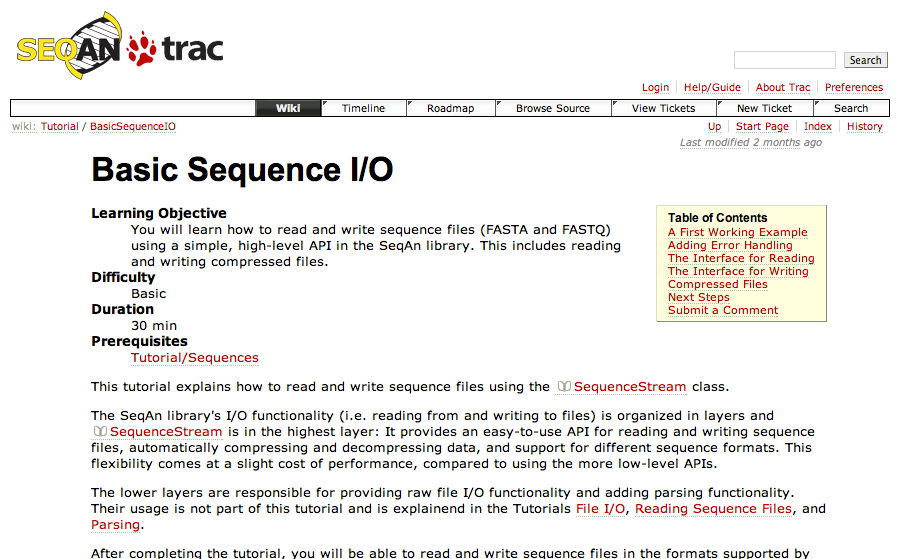 SEQAN trac
Search
Login Help/Guide About Trac Preferences
Wiki Timeline Roadmap Browse Source View Tickets New Ticket Search
wiki: Tutorial / BasicSequenceIO
Up Start Page Index History
Last modified 2 months ago
Basic Sequence I/O
Learning Objective
You will learn how to read and write sequence files (FASTA and FASTQ)
using a simple, high-level API in the SeqAn library. This includes reading
and writing compressed files.
Difficulty
Basic
Duration
30 min
Prerequisites
Tutorial/Sequences
Table of Contents
A First Working Example
Adding Error Handling
The Interface for Reading
The Interface for Writing
Compressed Files
Next Steps
Submit a Comment
This tutorial explains how to read and write sequence files using the SequenceStream class.
The SeqAn library's I/O functionality (i.e. reading from and writing to files) is organized in layers and
SequenceStream is in the highest layer: It provides an easy-to-use API for reading and writing sequence
files, automatically compressing and decompressing data, and support for different sequence formats. This
flexibility comes at a slight cost of performance, compared to using the more low-level APIs.
The lower layers are responsible for providing raw file I/O functionality and adding parsing functionality.
Their usage is not part of this tutorial and is explainend in the Tutorials File I/O, Reading Sequence Files, and
Parsing.
After completing the tutorial, you will be able to read and write sequence files in the formats supported by